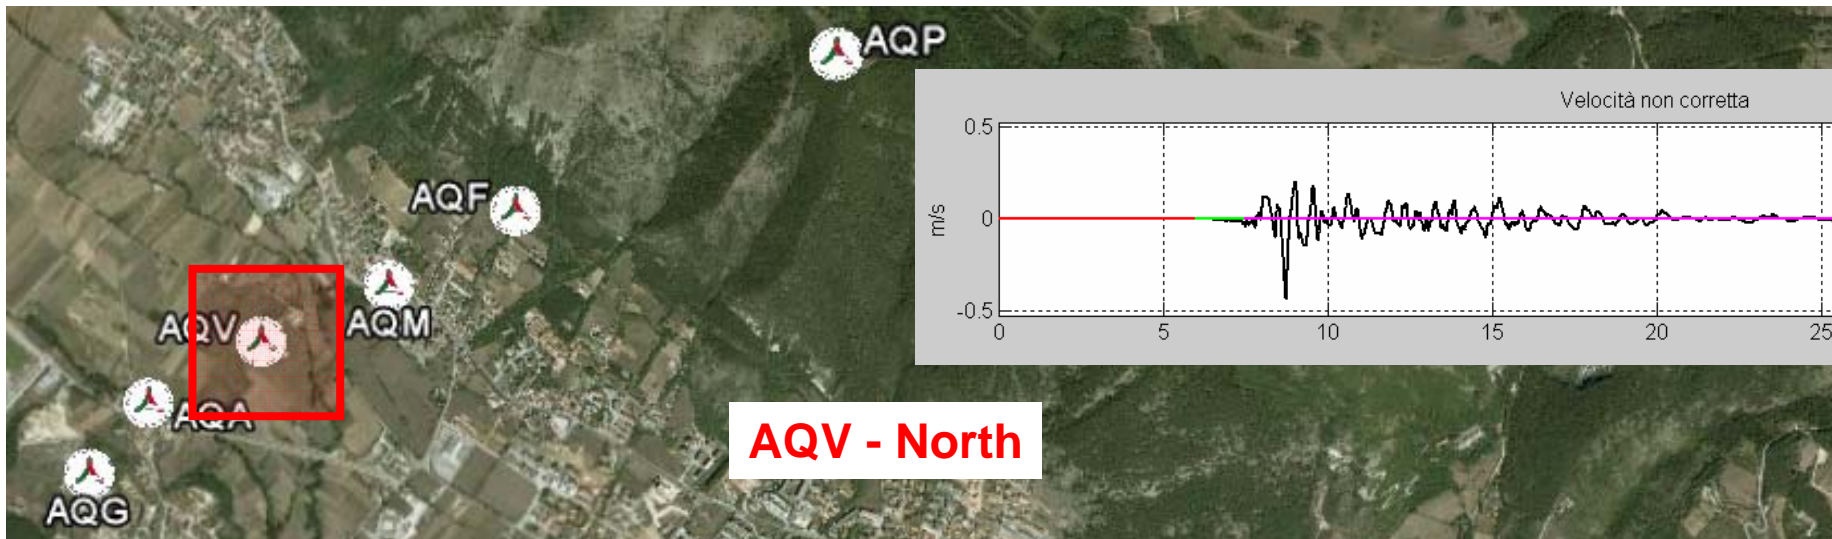 AQP
Velocità non corretta
0.5
AQF
m/s
0
-0.5
0 5 10 15 20 25
AQV
AQM
AQA
AQV - North
AQG